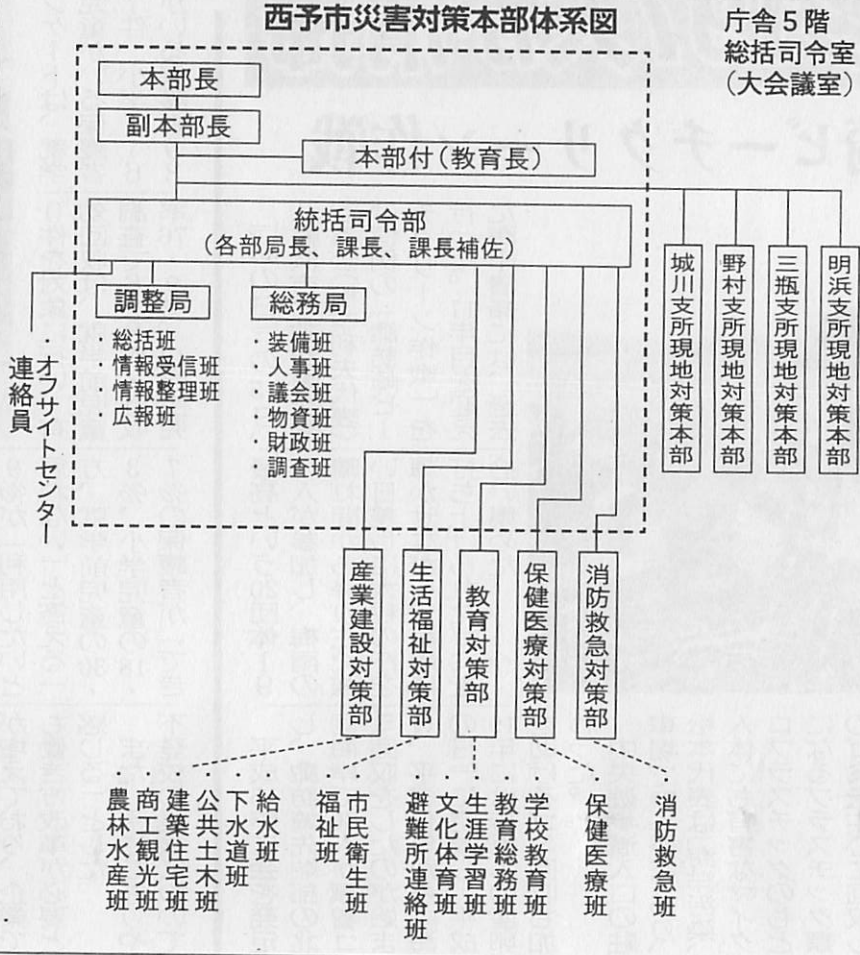 西予市災害対策本部体系図
庁舎5階
総括司令室
(大会議室)
本部長
副本部長
本部付(教育長)
統括司令部
(各部局長、課長、課長補佐)
調整局
・総括班
・情報受信班
・情報整理班
・広報班
総務局
・装備班
・人事班
・議会班
・物資班
・財政班
・調査班
・オフサイトセンター
連絡員
明浜支所現地対策本部
三瓶支所現地対策本部
野村支所現地対策本部
城川支所現地対策本部
消防救急対策部
保健医療対策部
教育対策部
生活福祉対策部
産業建設対策部
・消防救急班
・保健医療班
・学校教育班
・教育総務班
・生涯学習班
・文化体育班
・避難所連絡班
・市民衛生班
・福祉班
・給水班
・下水道班
・公共土木班
・建築住宅班
・商工観光班
・農林水産班